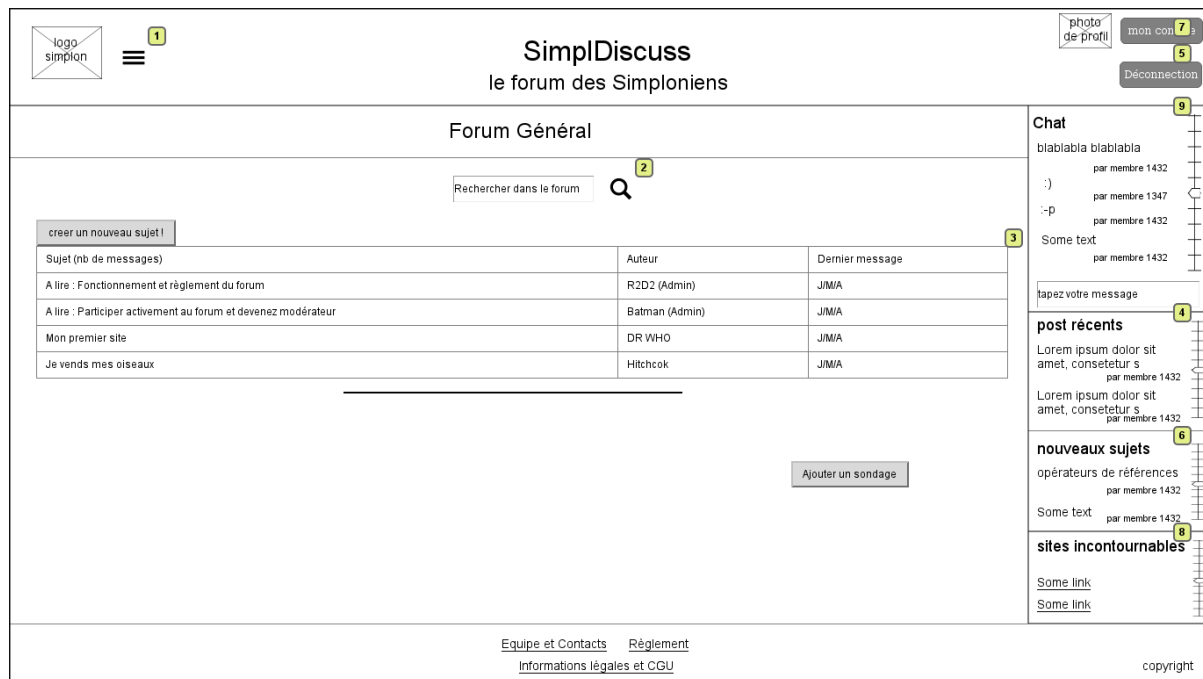 logo
simplon
1
SimplDiscuss
le forum des Simploniens
photo
de profil
mon
7
5
Déconnection
Forum Général
2
Rechercher dans le forum
creer un nouveau sujet !
3
Sujet (nb de messages) Auteur Dernier message
A lire : Fonctionnement et règlement du forum R2D2 (Admin) J/M/A
A lire : Participer activement au forum et devenez modérateur Batman (Admin) J/M/A
Mon premier site DR WHO J/M/A
Je vends mes oiseaux Hitchcok J/M/A
Ajouter un sondage
9
Chat
blablabla blablabla
par membre 1432
:)
par membre 1347
:-p
par membre 1432
Some text
par membre 1432
tapez votre message
4
post récents
Lorem ipsum dolor sit
amet, consetetur s
par membre 1432
Lorem ipsum dolor sit
amet, consetetur s
par membre 1432
6
nouveaux sujets
opérateurs de références
par membre 1432
Some text
par membre 1432
8
sites incontournables
Some link
Some link
Equipe et Contacts Règlement
Informations légales et CGU
copyright